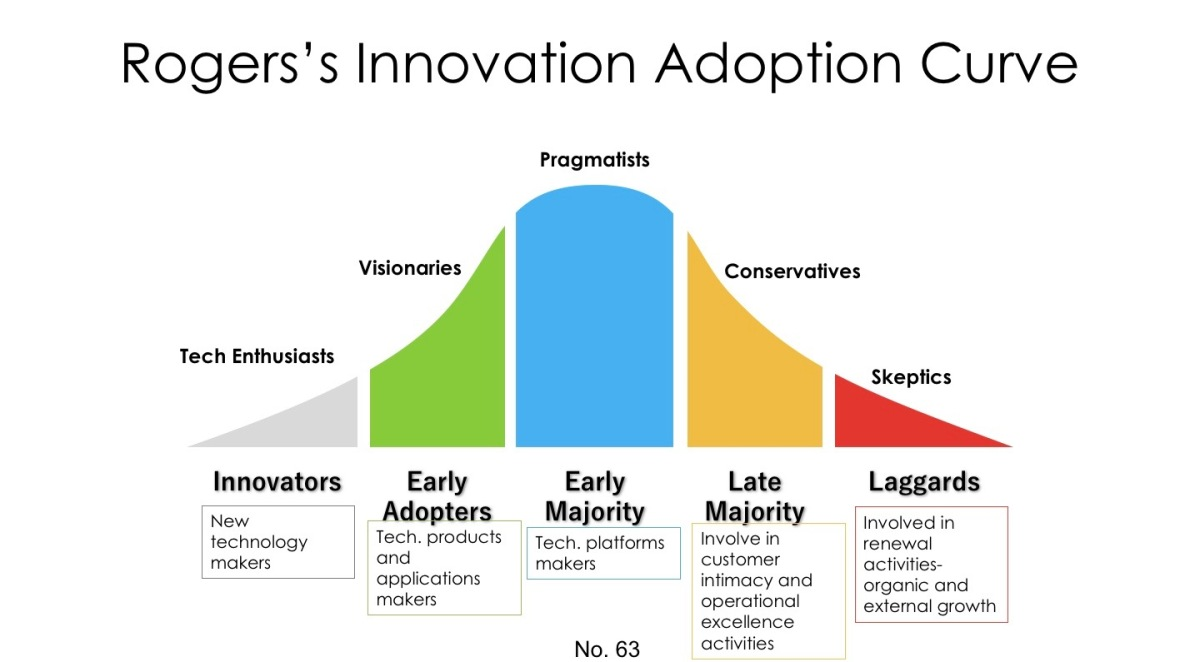 Rogers’s Innovation Adoption Curve
Pragmatists
Visionaries
Conservatives
Tech Enthusiasts
Skeptics
Innovators
Early
Adopters
Early
Majority
Late
Majority
Laggards
New
technology
makers
Tech. products
and
applications
makers
Tech. platforms
makers
Involve in
customer
intimacy and
operational
excellence
activities
Involved in
renewal
activities-
organic and
external growth
No. 63